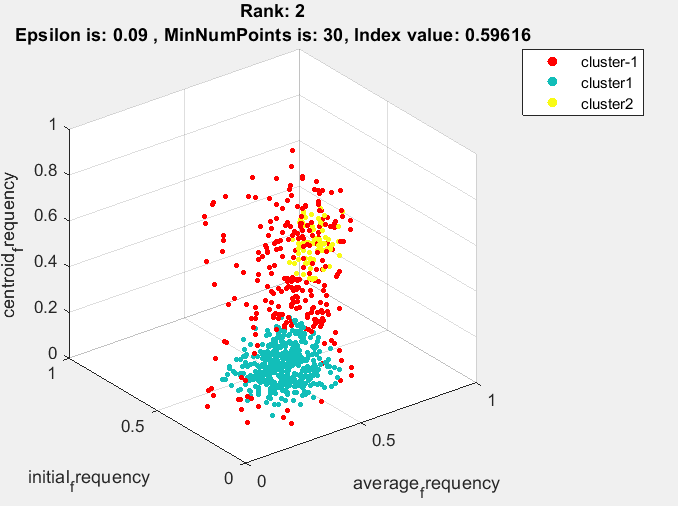 Rank: 2
Epsilon is: 0.09 , MinNumPoints is: 30, Index value: 0.59616
cluster-1
cluster1
cluster2
1
0.8
0.6
0.4
0.2
0
centroid_frequency
1
0.5
0
initial_frequency
0
0.5
1
average_frequency